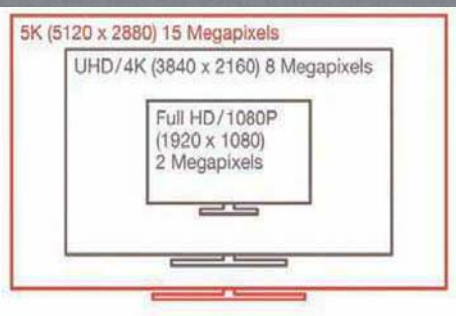 5K (5120 x 2880) 15 Megapixels
UHD/4K (3840 x 2160) 8 Megapixels
Full HD/1080P
(1920 x 1080)
2 Megapixels